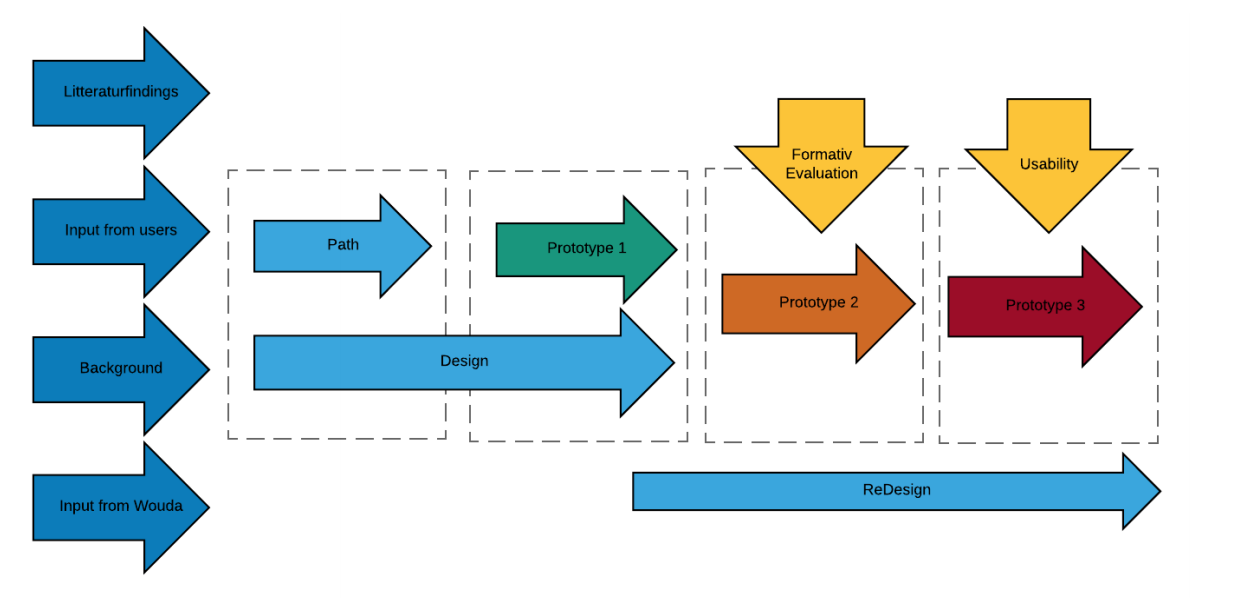 Litteraturfindings
Input from users
Background
Input from Wouda
Path
Design
Prototype 1
Formativ
Evaluation
Prototype 2
Usability
Prototype 3
ReDesign